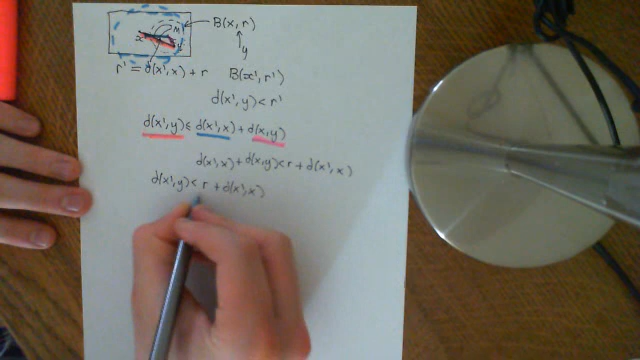 B(x, r)
y
r' = d(x', x) + r
B(x', r')
d(x', y) < r'
d(x', y) ≤ d(x', x) + d(x, y)
d(x', x) + d(x, y) < r + d(x', x)
d(x', y) < r + d(x', x)